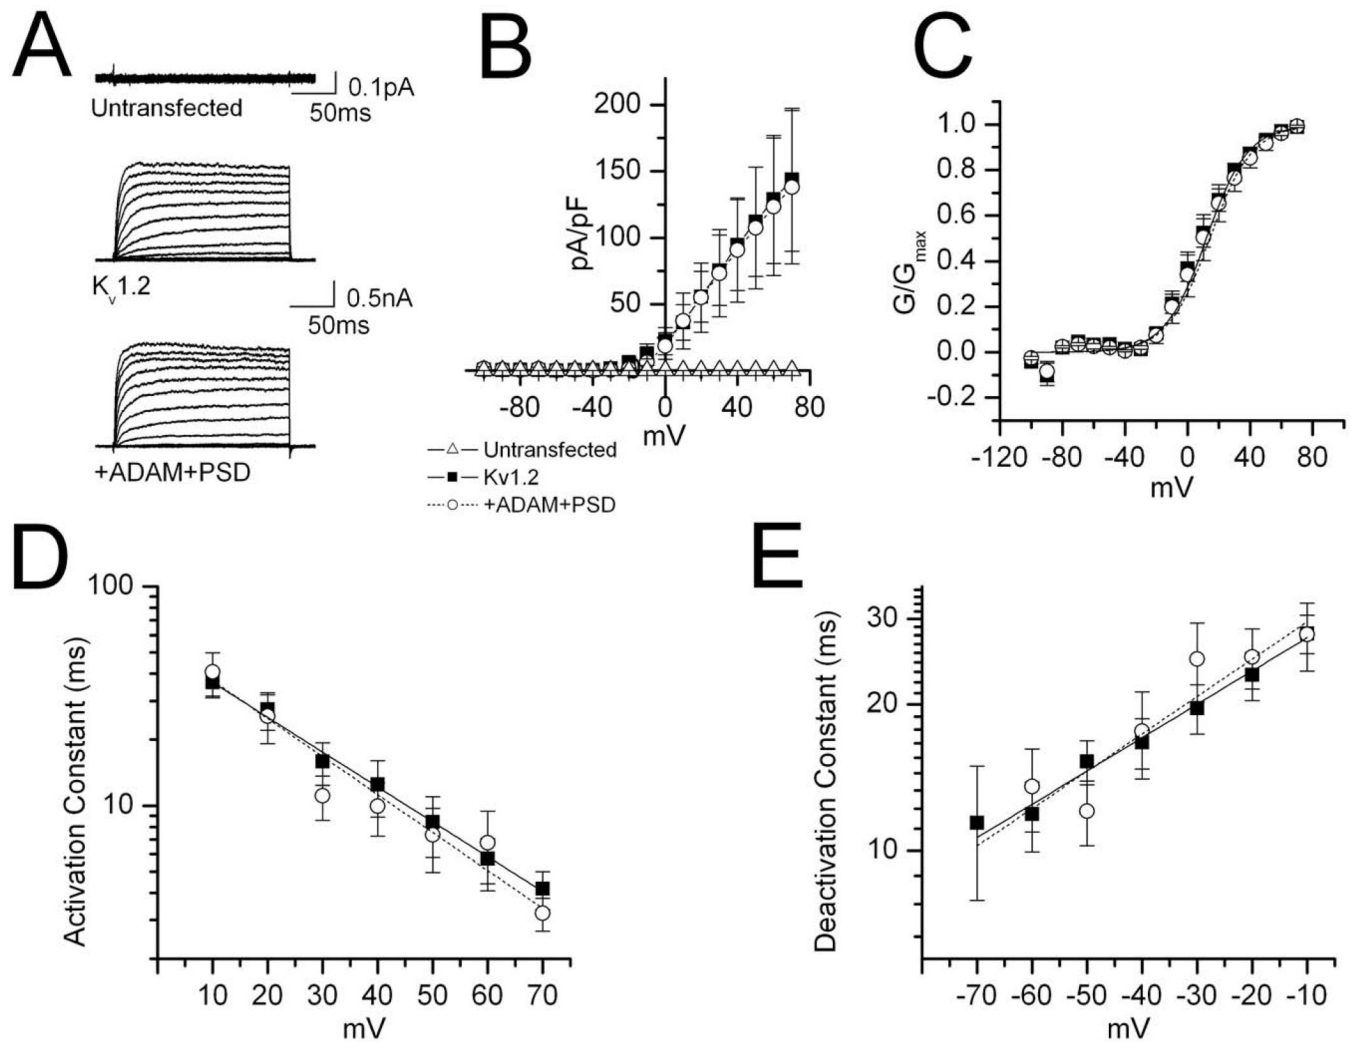 A
0.1pA
Untransfected
50ms
Kv1.2
0.5nA
50ms
+ADAM+PSD
B
200
150
100
50
pA/pF
-80 -40 0 40 80
mV
Untransfected
Kv1.2
+ADAM+PSD
C
1.0
0.8
0.6
0.4
0.2
0.0
-0.2
G/Gmax
-120 -80 -40 0 40 80
mV
D
100
10
Activation Constant (ms)
10 20 30 40 50 60 70
mV
E
30
20
10
Deactivation Constant (ms)
-70 -60 -50 -40 -30 -20 -10
mV